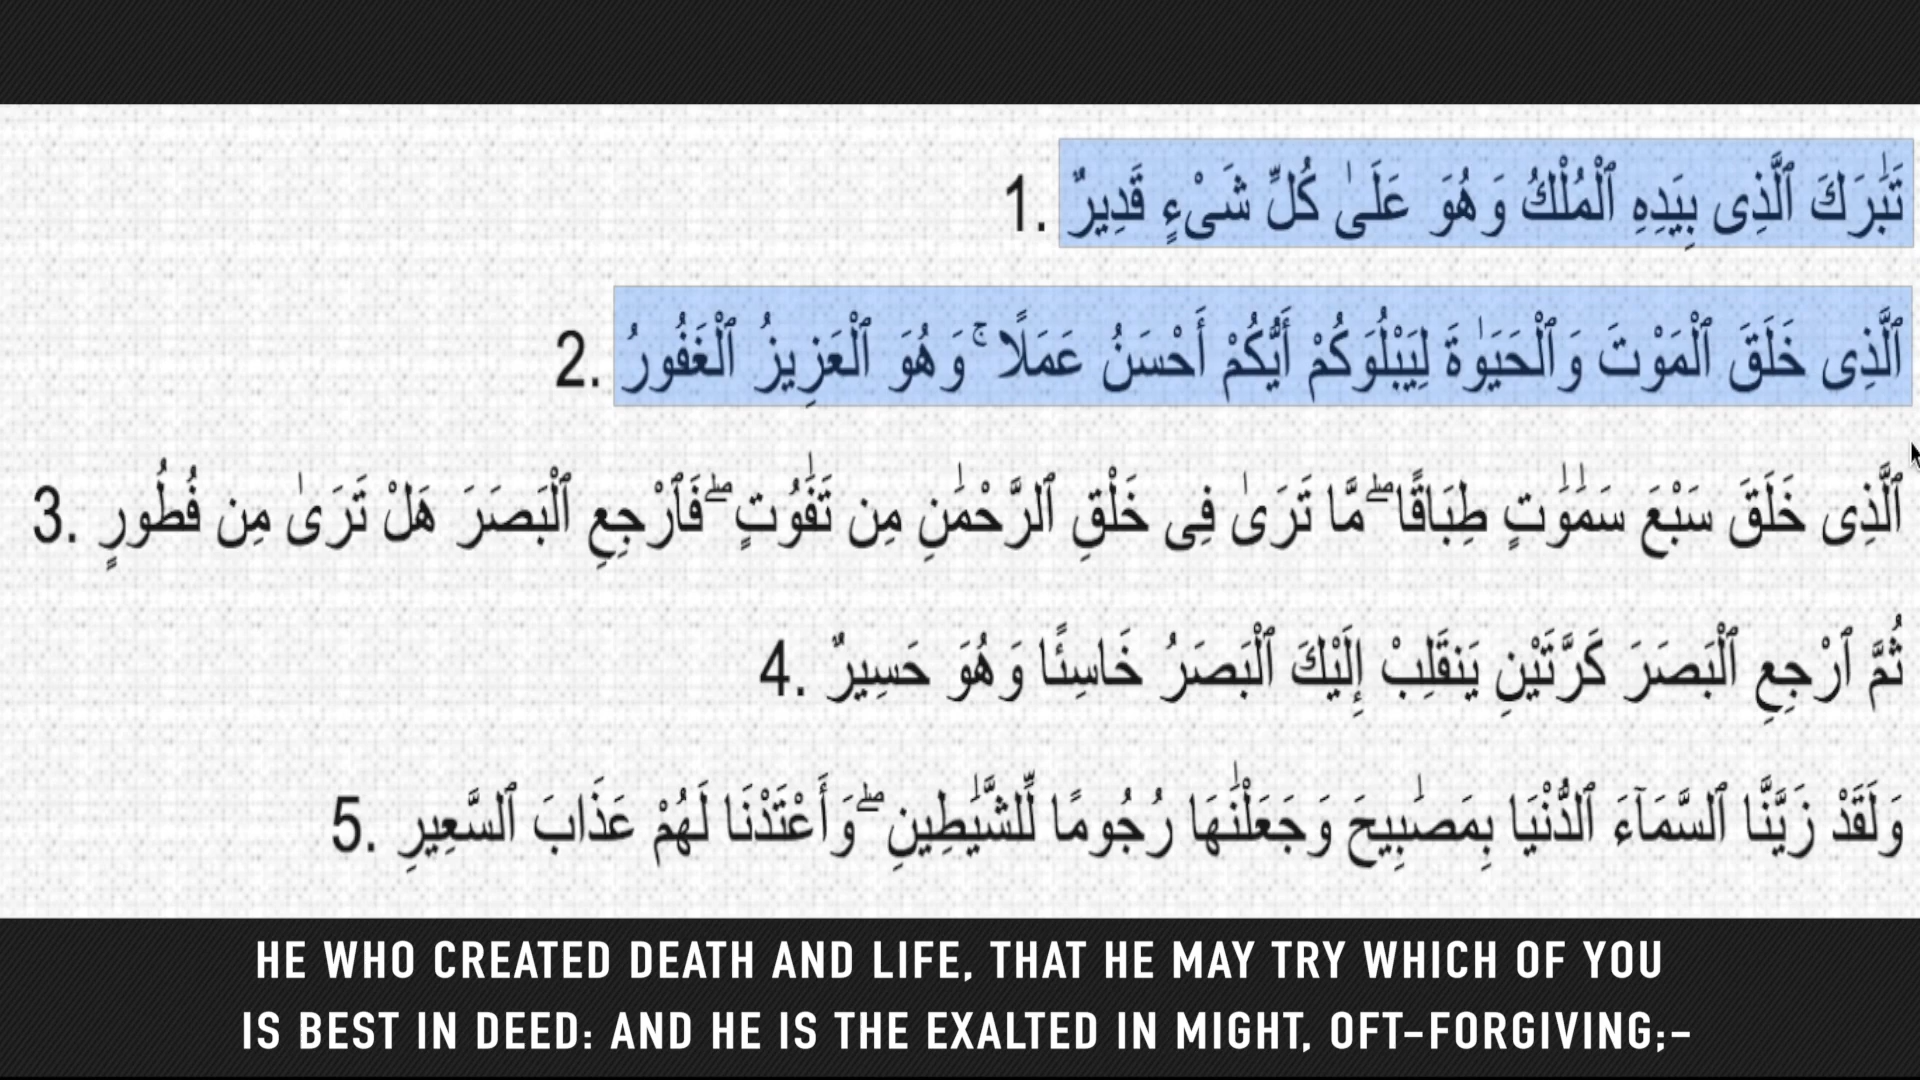 1. تَبَٰرَكَ ٱلَّذِى بِيَدِهِ ٱلْمُلْكُ وَهُوَ عَلَىٰ كُلِّ شَىْءٍ قَدِيرٌ
2. ٱلَّذِى خَلَقَ ٱلْمَوْتَ وَٱلْحَيَوٰةَ لِيَبْلُوَكُمْ أَيُّكُمْ أَحْسَنُ عَمَلًا ۚ وَهُوَ ٱلْعَزِيزُ ٱلْغَفُورُ
3. ٱلَّذِى خَلَقَ سَبْعَ سَمَٰوَٰتٍ طِبَاقًا ۖ مَّا تَرَىٰ فِى خَلْقِ ٱلرَّحْمَٰنِ مِن تَفَٰوُتٍ ۖ فَٱرْجِعِ ٱلْبَصَرَ هَلْ تَرَىٰ مِن فُطُورٍ
4. ثُمَّ ٱرْجِعِ ٱلْبَصَرَ كَرَّتَيْنِ يَنقَلِبْ إِلَيْكَ ٱلْبَصَرُ خَاسِئًا وَهُوَ حَسِيرٌ
5. وَلَقَدْ زَيَّنَّا ٱلسَّمَآءَ ٱلدُّنْيَا بِمَصَٰبِيحَ وَجَعَلْنَٰهَا رُجُومًا لِّلشَّيَٰطِينِ ۖ وَأَعْتَدْنَا لَهُمْ عَذَابَ ٱلسَّعِيرِ
HE WHO CREATED DEATH AND LIFE, THAT HE MAY TRY WHICH OF YOU
IS BEST IN DEED: AND HE IS THE EXALTED IN MIGHT, OFT-FORGIVING;-